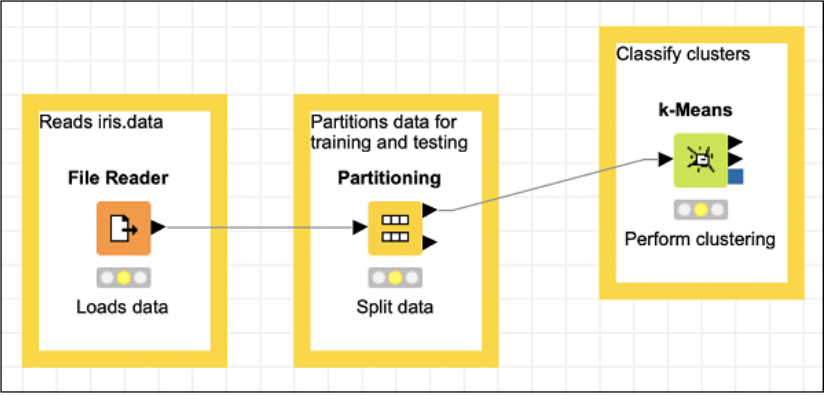 Reads iris.data
File Reader
Loads data
Partitions data for
training and testing
Partitioning
Split data
Classify clusters
k-Means
Perform clustering